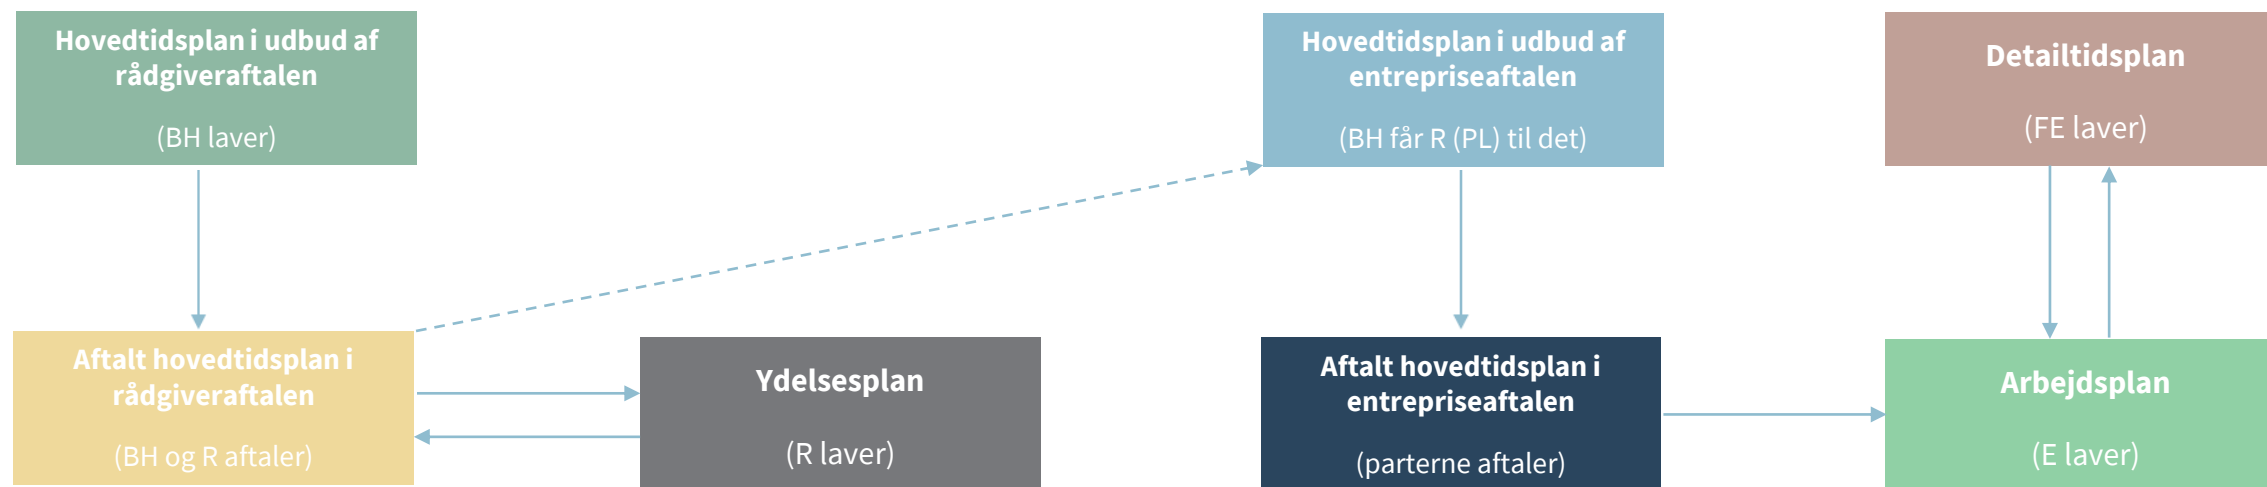 Hovedtidsplan i udbud af
rådgiveraftalen
(BH laver)
Hovedtidsplan i udbud af
entrepriseaftalen
(BH får R (PL) til det)
Detailtidsplan
(FE laver)
Aftalt hovedtidsplan i
rådgiveraftalen
(BH og R aftaler)
Ydelsesplan
(R laver)
Aftalt hovedtidsplan i
entrepriseaftalen
(parterne aftaler)
Arbejdsplan
(E laver)